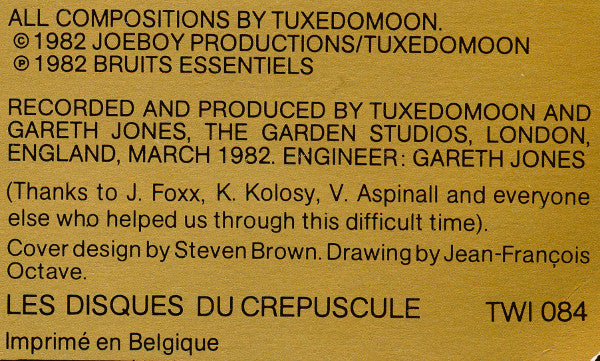 ALL COMPOSITIONS BY TUXEDOMOON.
© 1982 JOEBOY PRODUCTIONS/TUXEDOMOON
℗ 1982 BRUITS ESSENTIELS
RECORDED AND PRODUCED BY TUXEDOMOON AND
GARETH JONES, THE GARDEN STUDIOS, LONDON,
ENGLAND, MARCH 1982. ENGINEER: GARETH JONES
(Thanks to J. Foxx, K. Kolosy, V. Aspinall and everyone
else who helped us through this difficult time).
Cover design by Steven Brown. Drawing by Jean-François
Octave.
LES DISQUES DU CREPUSCULE TWI 084
Imprimé en Belgique